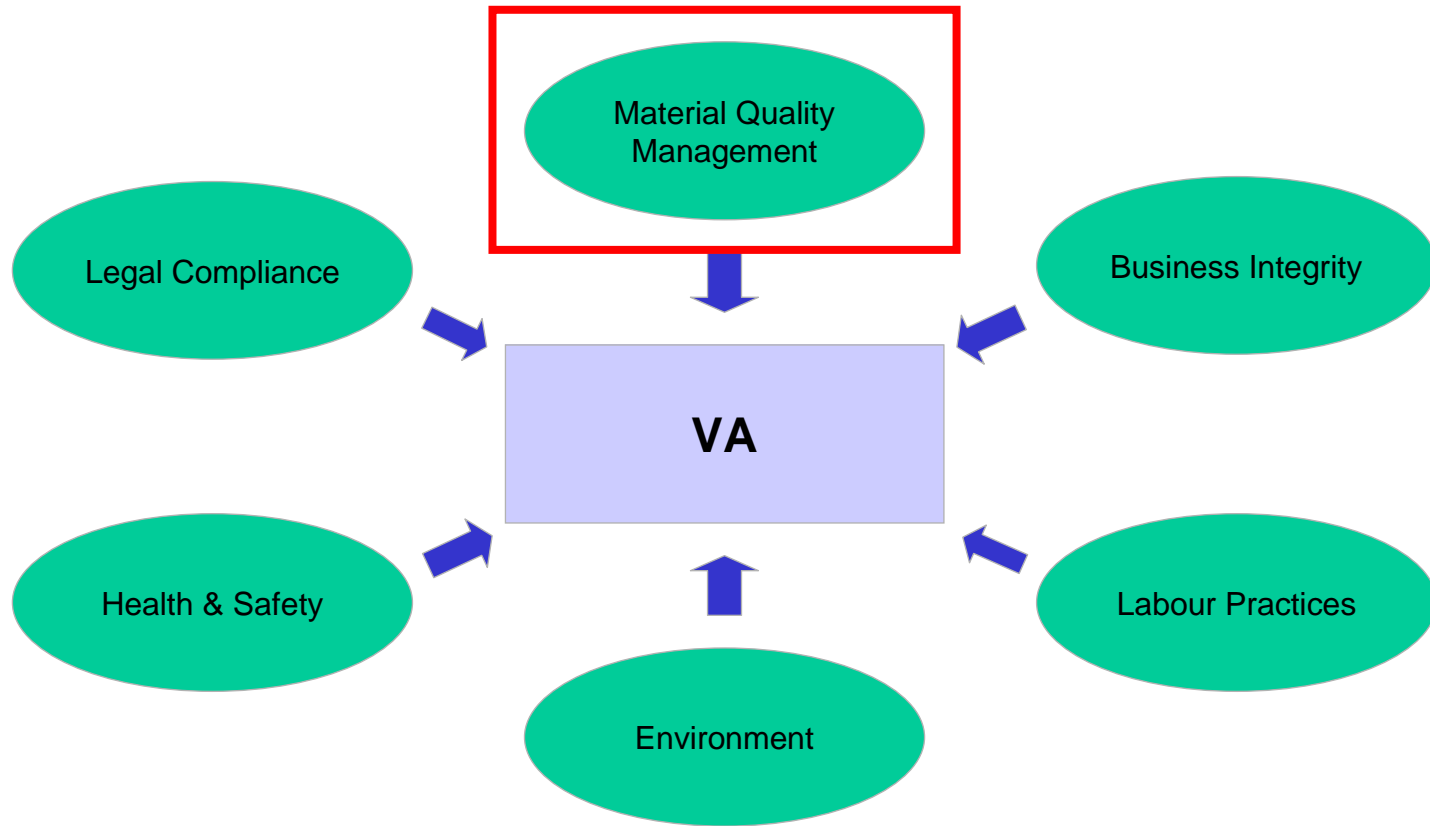 Material Quality
Management
Legal Compliance
Business Integrity
VA
Health & Safety
Labour Practices
Environment